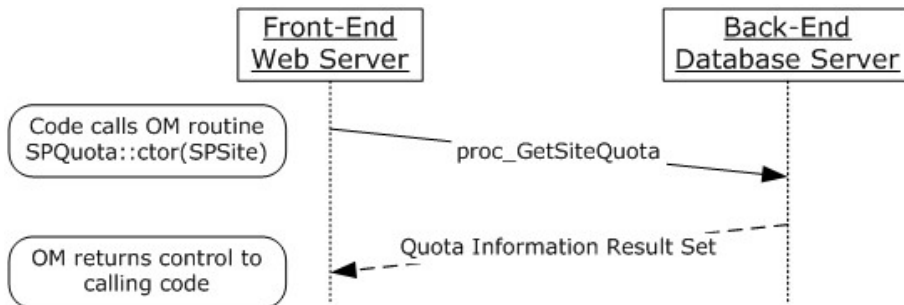 Front-End
Web Server
Back-End
Database Server
Code calls OM routine
SPQuota::ctor(SPSite)
proc_GetSiteQuota
Quota Information Result Set
OM returns control to
calling code